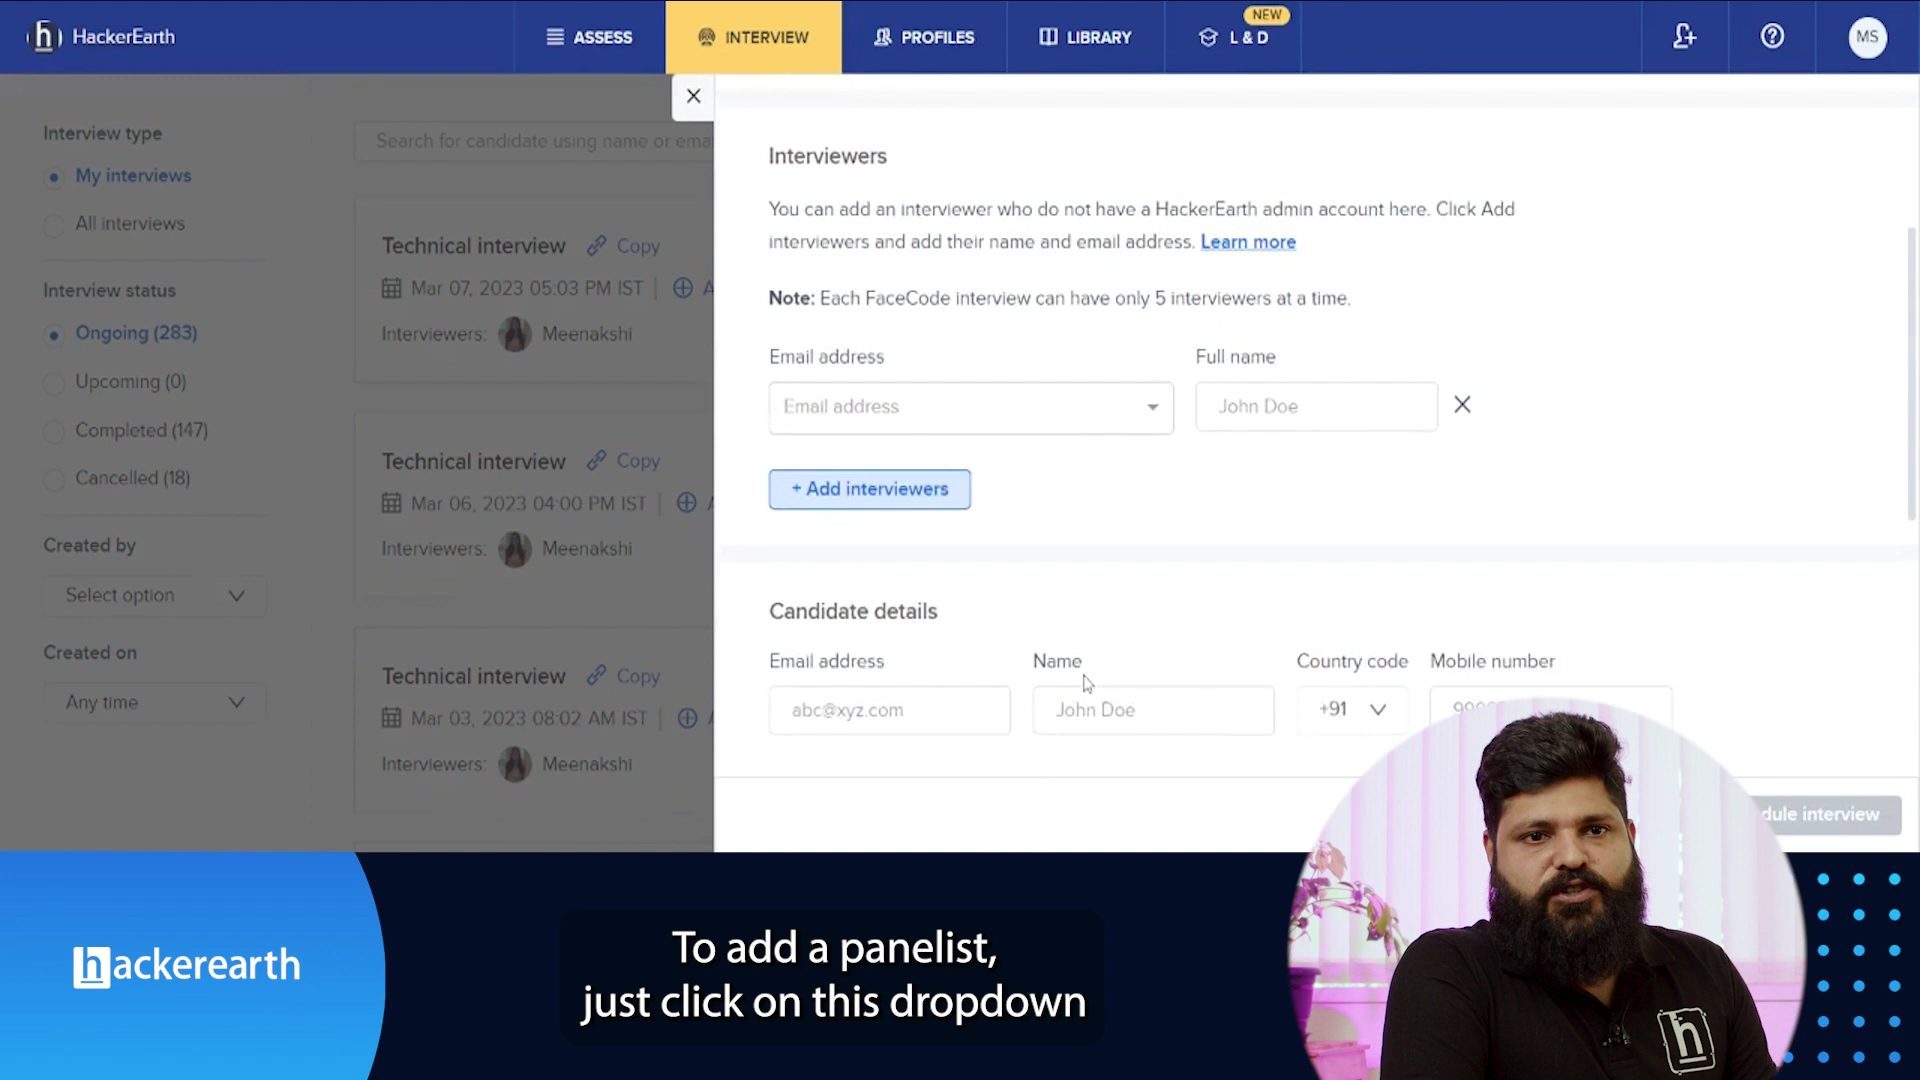 HackerEarth
ASSESS
INTERVIEW
PROFILES
LIBRARY
NEW
L & D
MS
Interview type
My interviews
All interviews
Interview status
Ongoing (283)
Upcoming (0)
Completed (147)
Cancelled (18)
Created by
Select option
Created on
Any time
Search for candidate using name or ema
Technical interview Copy
Mar 07, 2023 05:03 PM IST | A
Interviewers: Meenakshi
Technical interview Copy
Mar 06, 2023 04:00 PM IST |
Interviewers: Meenakshi
Technical interview Copy
Mar 03, 2023 08:02 AM IST |
Interviewers: Meenakshi
Interviewers
You can add an interviewer who do not have a HackerEarth admin account here. Click Add
interviewers and add their name and email address. Learn more
Note: Each FaceCode interview can have only 5 interviewers at a time.
Email address Full name
Email address John Doe
+ Add interviewers
Candidate details
Email address Name Country code Mobile number
abc@xyz.com John Doe +91
dule interview
hackerearth
To add a panelist,
just click on this dropdown
h